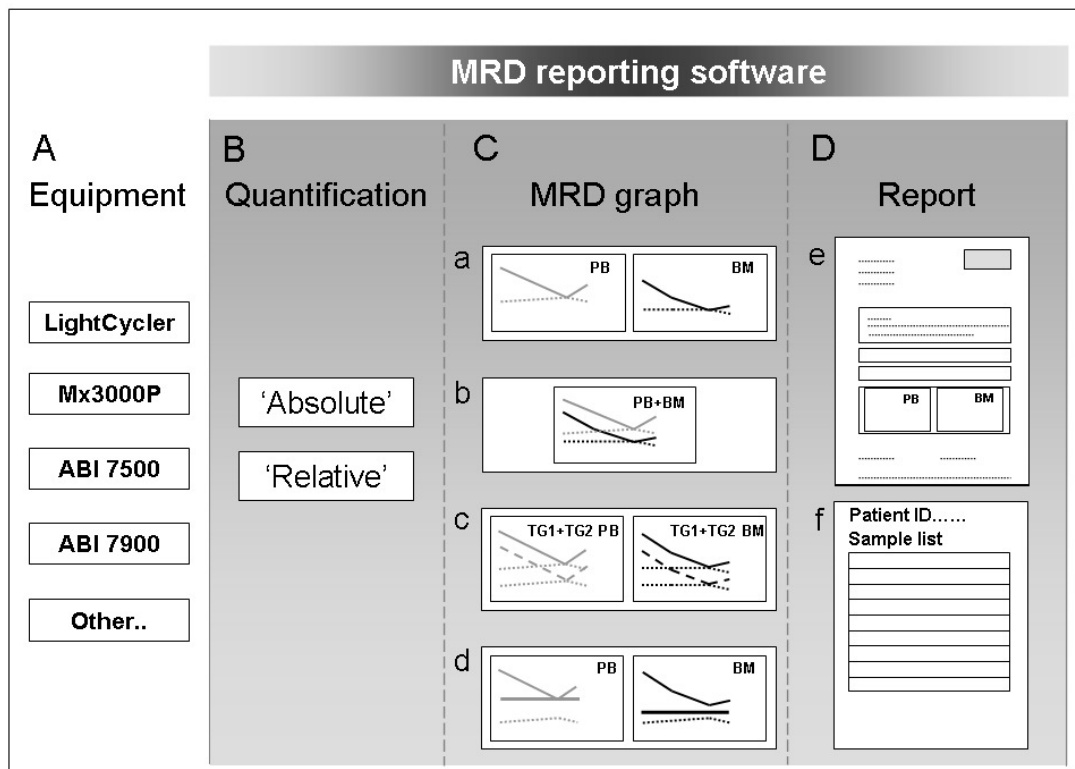 MRD reporting software
A
Equipment
LightCycler
Mx3000P
ABI 7500
ABI 7900
Other..
B
Quantification
‘Absolute’
‘Relative’
C
MRD graph
a
PB
BM
b
PB+BM
c
TG1+TG2 PB
TG1+TG2 BM
d
PB
BM
D
Report
e
PB
BM
f
Patient ID......
Sample list